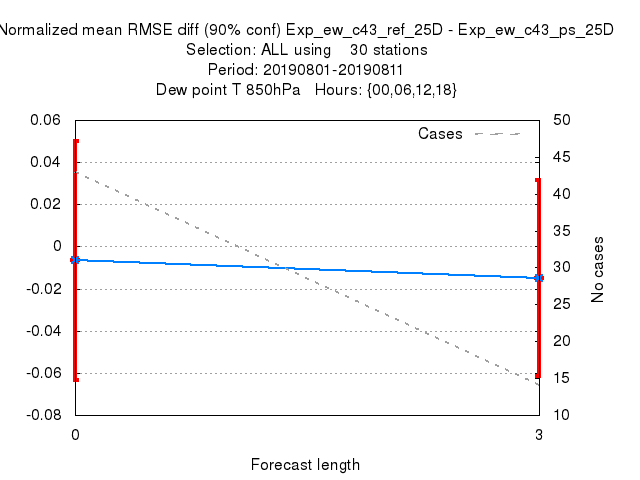 Normalized mean RMSE diff (90% conf) Exp_ew_c43_ref_25D - Exp_ew_c43_ps_25D
Selection: ALL using    30 stations
Period: 20190801-20190811
Dew point T 850hPa   Hours: {00,06,12,18}
Cases
0.06
0.04
0.02
0
-0.02
-0.04
-0.06
-0.08
50
45
40
35
30
25
20
15
10
No cases
0
3
Forecast length